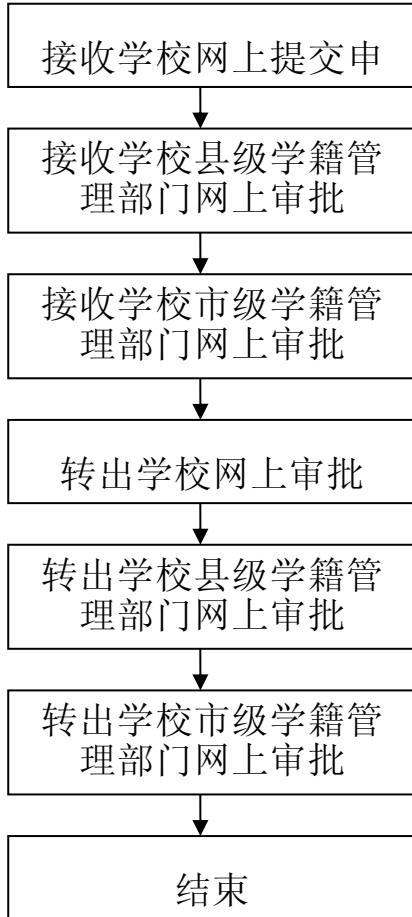 接收学校网上提交申
接收学校县级学籍管
理部门网上审批
接收学校市级学籍管
理部门网上审批
转出学校网上审批
转出学校县级学籍管
理部门网上审批
转出学校市级学籍管
理部门网上审批
结束